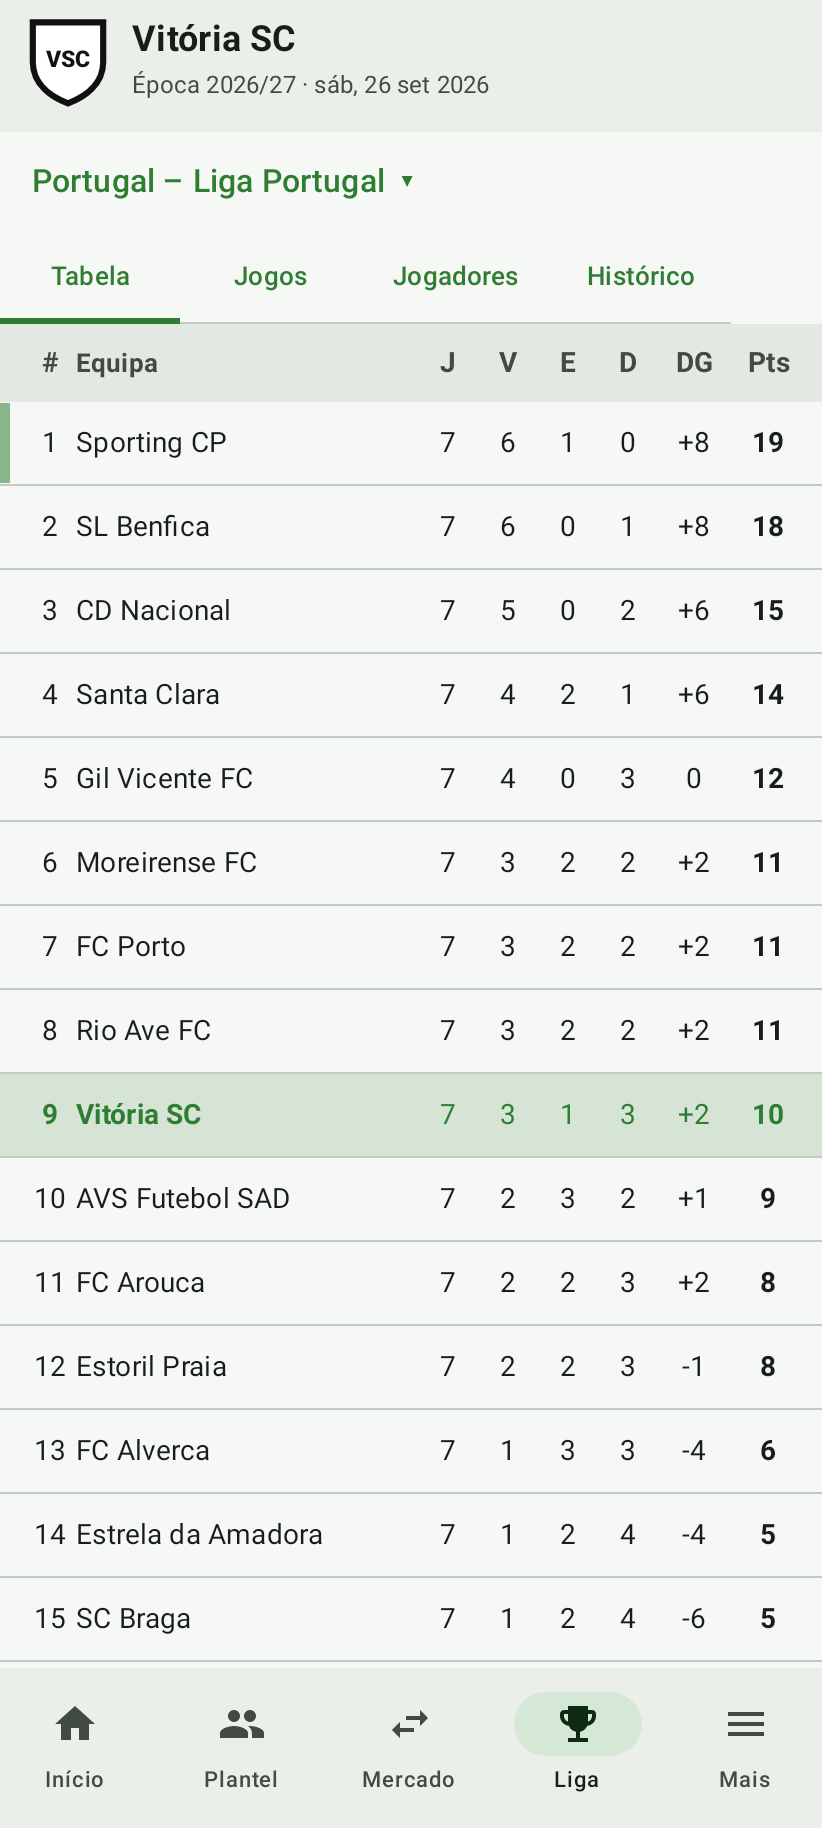 VSC
Vitória SC
Época 2026/27 · sáb, 26 set 2026
Portugal – Liga Portugal ▼
Tabela Jogos Jogadores Histórico
# Equipa J V E D DG Pts
1 Sporting CP 7 6 1 0 +8 19
2 SL Benfica 7 6 0 1 +8 18
3 CD Nacional 7 5 0 2 +6 15
4 Santa Clara 7 4 2 1 +6 14
5 Gil Vicente FC 7 4 0 3 0 12
6 Moreirense FC 7 3 2 2 +2 11
7 FC Porto 7 3 2 2 +2 11
8 Rio Ave FC 7 3 2 2 +2 11
9 Vitória SC 7 3 1 3 +2 10
10 AVS Futebol SAD 7 2 3 2 +1 9
11 FC Arouca 7 2 2 3 +2 8
12 Estoril Praia 7 2 2 3 -1 8
13 FC Alverca 7 1 3 3 -4 6
14 Estrela da Amadora 7 1 2 4 -4 5
15 SC Braga 7 1 2 4 -6 5
Início Plantel Mercado Liga Mais